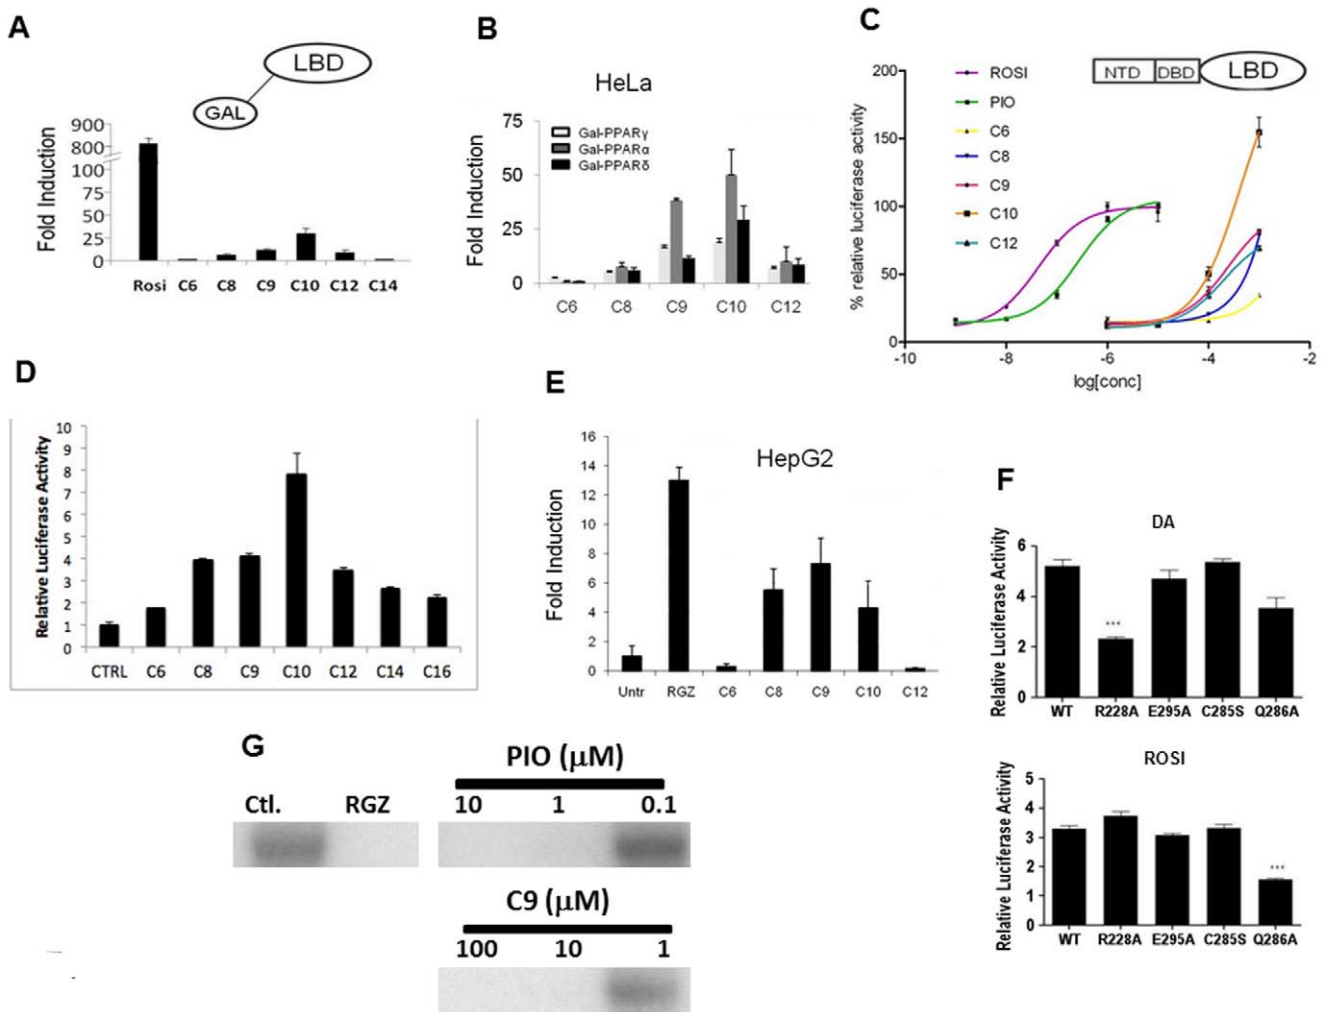 A
LBD
GAL
Fold Induction
900
800
100
75
50
25
0
Rosi C6 C8 C9 C10 C12 C14
B
HeLa
Fold Induction
75
50
25
0
Gal-PPARγ
Gal-PPARα
Gal-PPARδ
C6 C8 C9 C10 C12
C
NTD DBD LBD
% relative luciferase activity
200
150
100
50
0
ROSI
PIO
C6
C8
C9
C10
C12
-10 -8 -6 -4 -2
log[conc]
D
Relative Luciferase Activity
10
9
8
7
6
5
4
3
2
1
0
CTRL C6 C8 C9 C10 C12 C14 C16
E
HepG2
Fold Induction
16
14
12
10
8
6
4
2
0
Untr RGZ C6 C8 C9 C10 C12
F
DA
Relative Luciferase Activity
6
4
2
0
***
WT R228A E295A C285S Q286A
ROSI
Relative Luciferase Activity
5
4
3
2
1
0
***
WT R228A E295A C285S Q286A
G
Ctl. RGZ
PIO (μM)
10 1 0.1
C9 (μM)
100 10 1